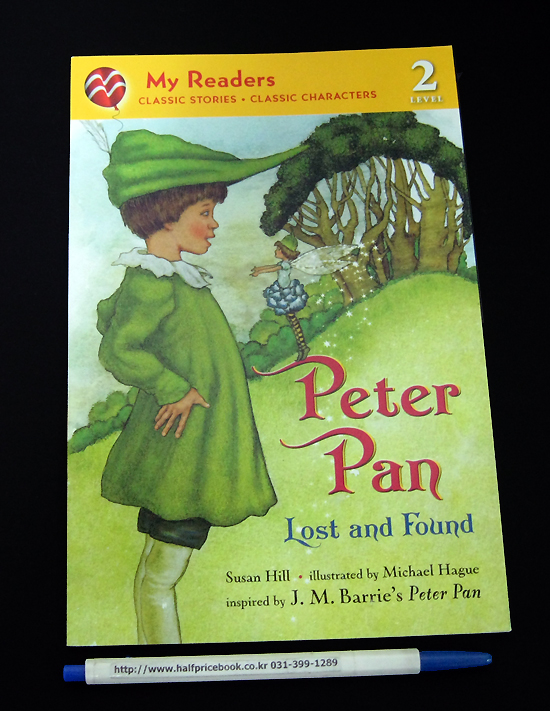 My Readers
CLASSIC STORIES • CLASSIC CHARACTERS
2
LEVEL
Peter
Pan
Lost and Found
Susan Hill • illustrated by Michael Hague
inspired by J. M. Barrie's Peter Pan
http://www.halfpricebook.co.kr 031-399-1289